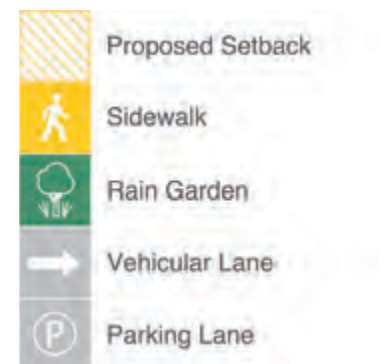 Proposed Setback
Sidewalk
Rain Garden
Vehicular Lane
P Parking Lane